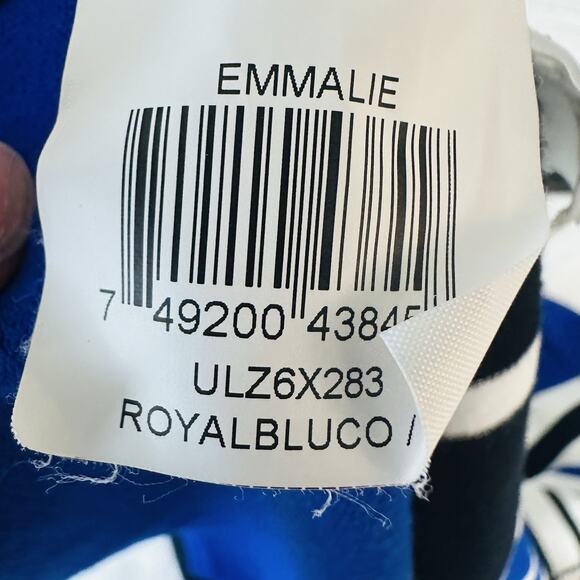 EMMALIE
7 49200 43845
ULZ6X283
ROYALBLUCO /